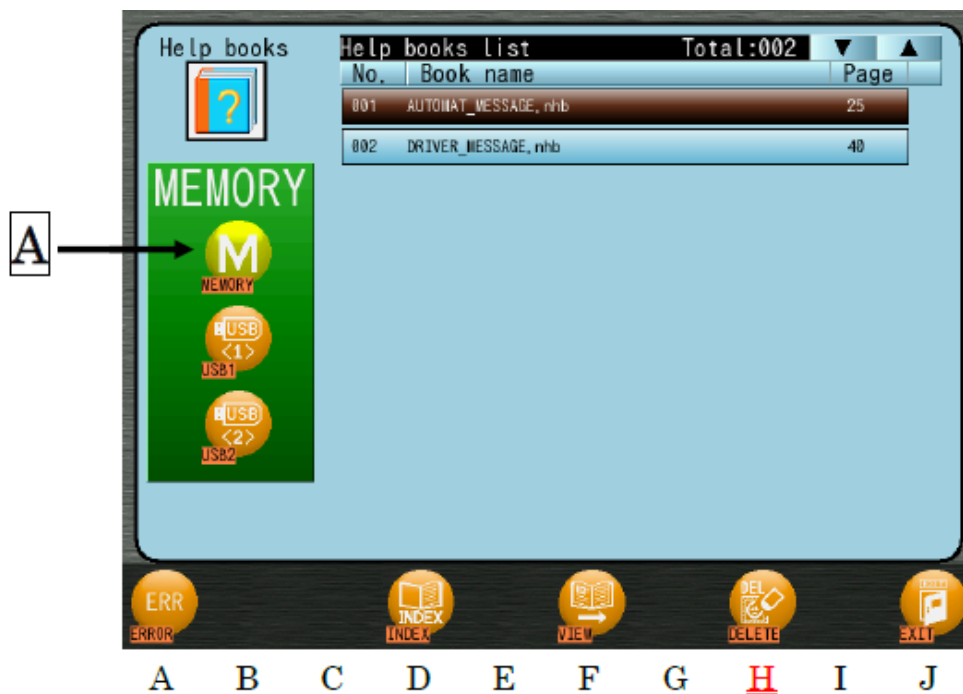 Help books
Help books list Total:002 ▼ ▲
No. Book name Page
001 AUTOMAT_MESSAGE.nhb 25
002 DRIVER_MESSAGE.nhb 40
?
MEMORY
A
M
MEMORY
USB
<1>
USB1
USB
<2>
USB2
ERR
ERROR
INDEX
INDEX
VIEW
DEL
DELETE
EXIT
EXIT
A B C D E F G H I J